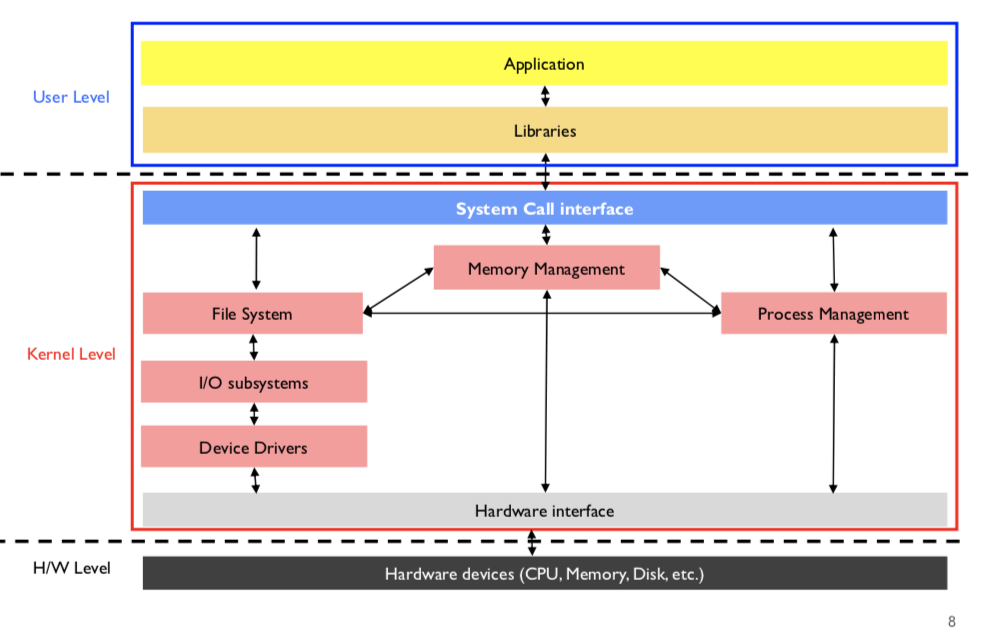 Application
User Level
Libraries
System Call interface
Memory Management
File System
Process Management
Kernel Level
I/O subsystems
Device Drivers
Hardware interface
H/W Level
Hardware devices (CPU, Memory, Disk, etc.)
8